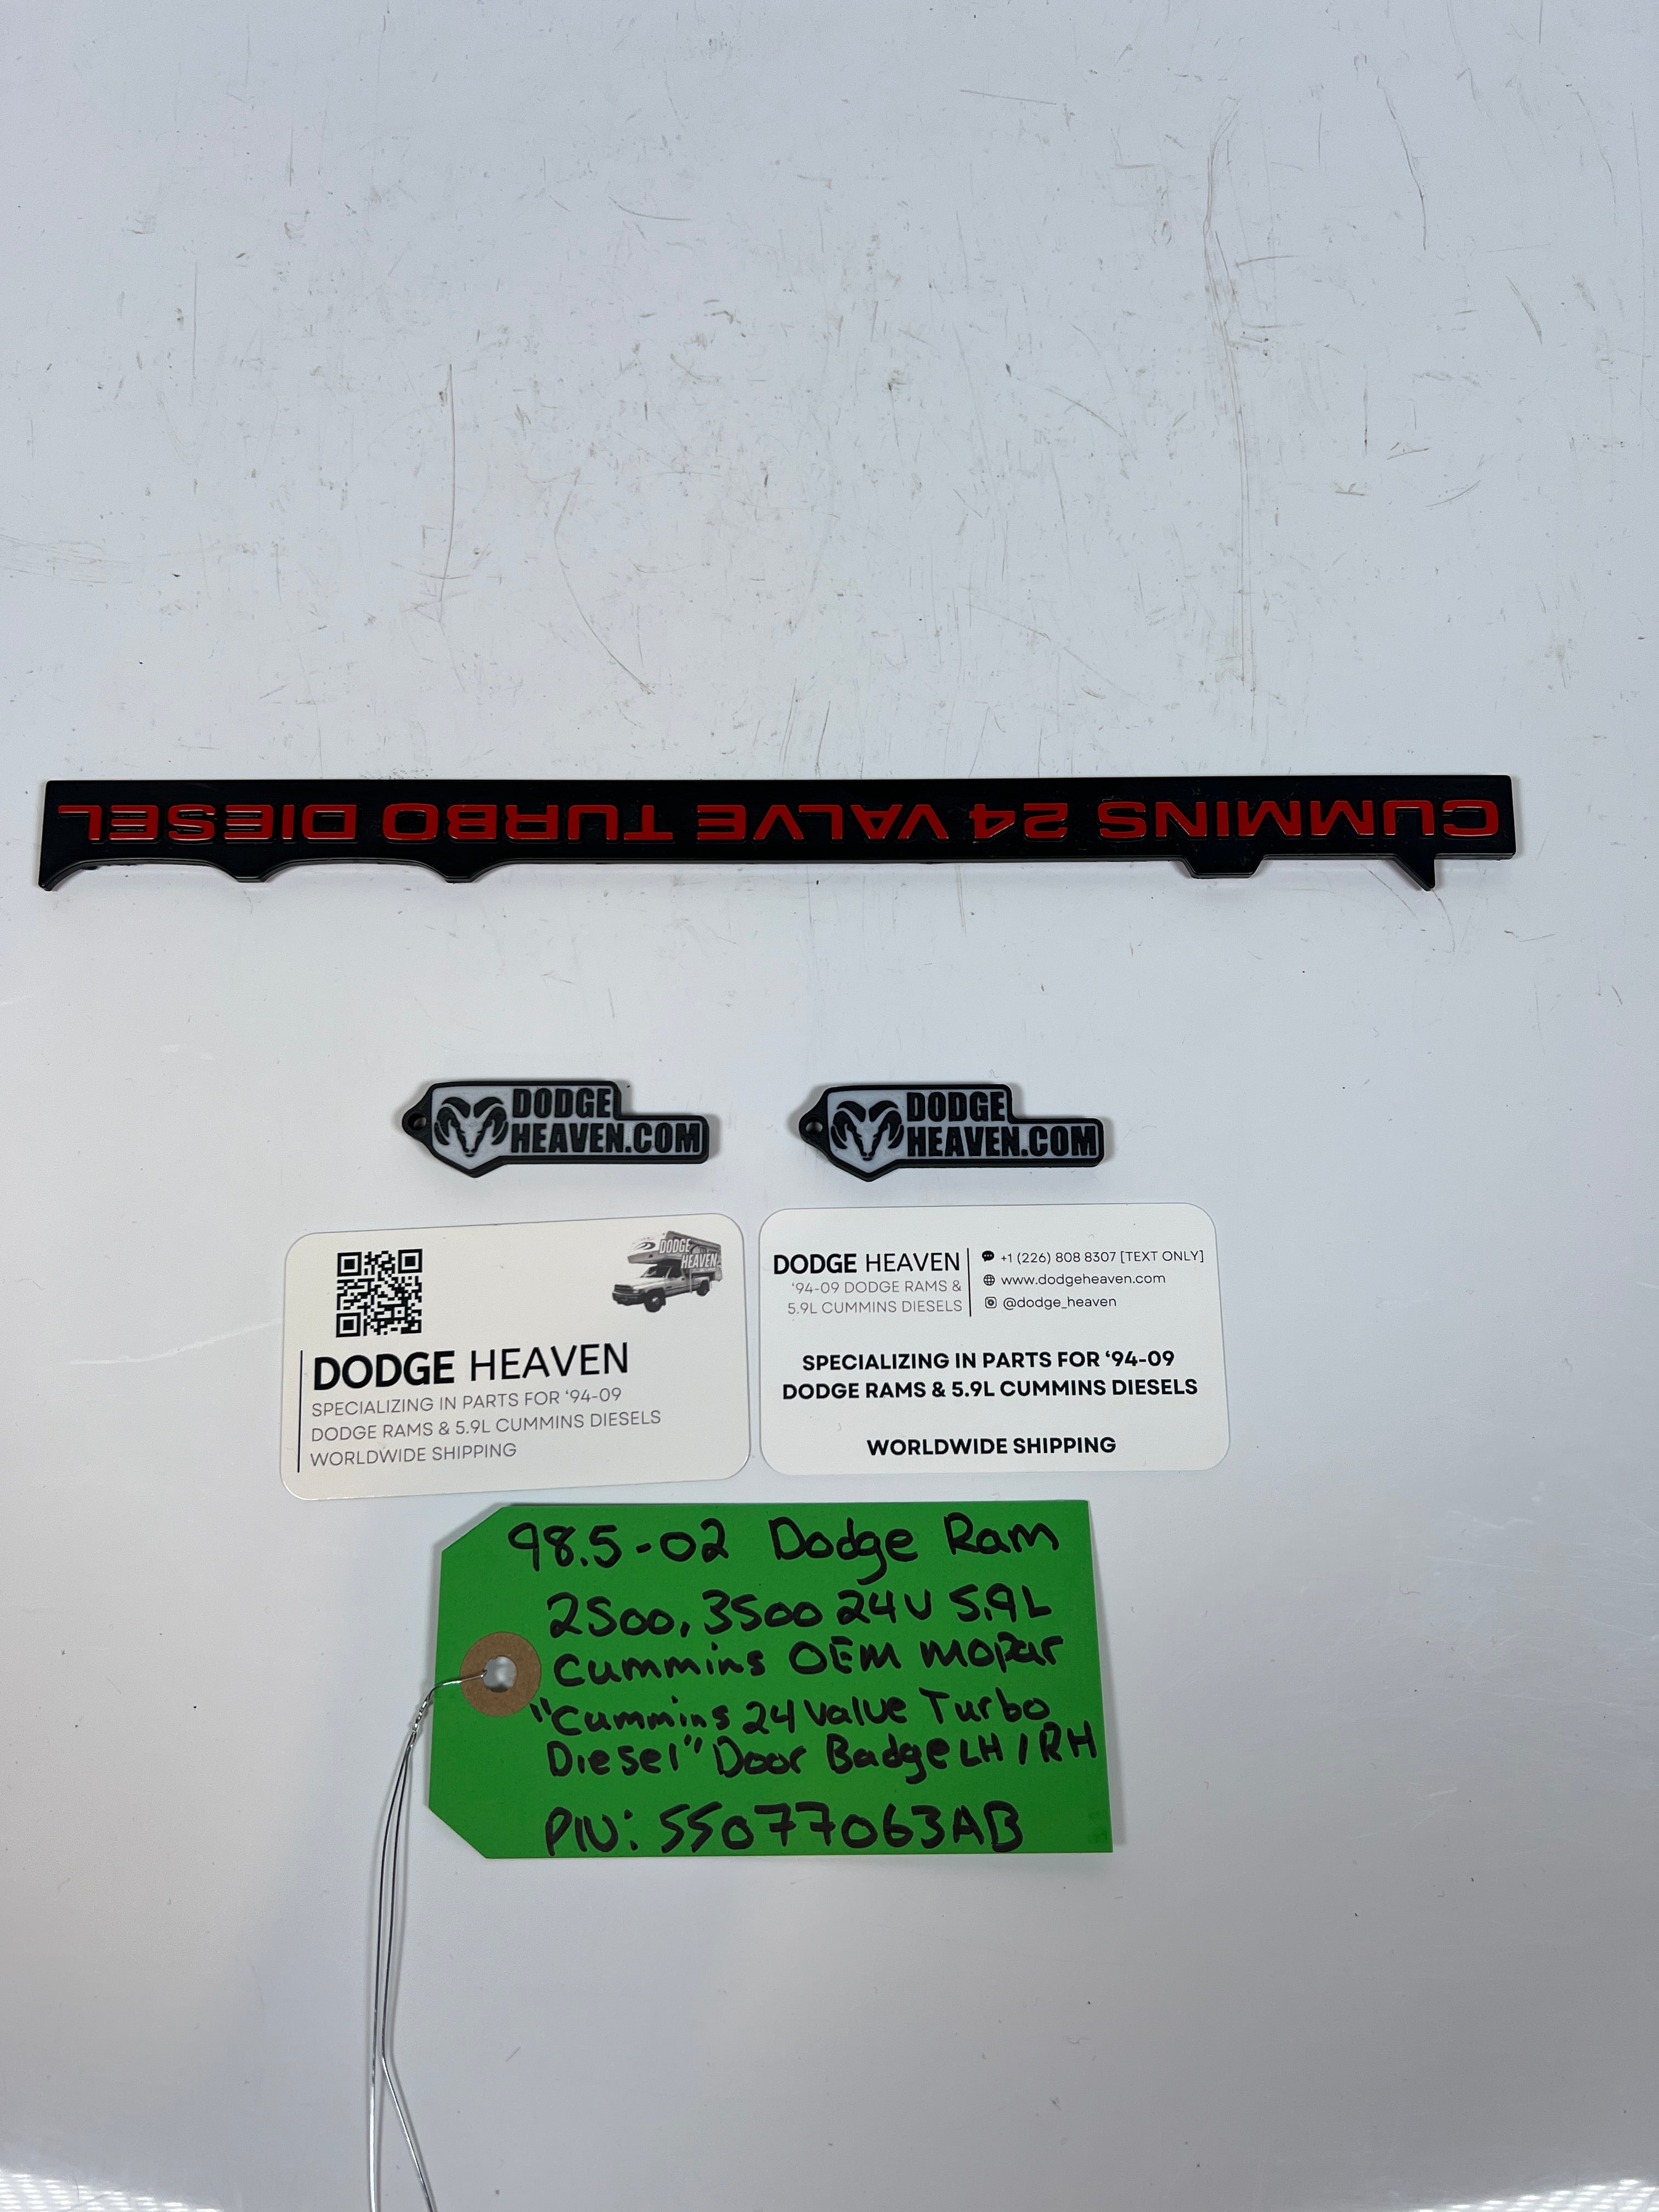 CUMMINS 24 VALVE TURBO DIESEL
DODGE
HEAVEN.COM
DODGE
HEAVEN.COM
DODGE
HEAVEN
DODGE HEAVEN
SPECIALIZING IN PARTS FOR ‘94-09
DODGE RAMS & 5.9L CUMMINS DIESELS
WORLDWIDE SHIPPING
DODGE HEAVEN
‘94-09 DODGE RAMS &
5.9L CUMMINS DIESELS
+1 (226) 808 8307 [TEXT ONLY]
www.dodgeheaven.com
@dodge_heaven
SPECIALIZING IN PARTS FOR ‘94-09
DODGE RAMS & 5.9L CUMMINS DIESELS
WORLDWIDE SHIPPING
98.5-02 Dodge Ram
2500, 3500 24V 5.9L
Cummins OEM Mopar
"Cummins 24 Valve Turbo
Diesel" Door Badge LH / RH
P/N: 55077063AB